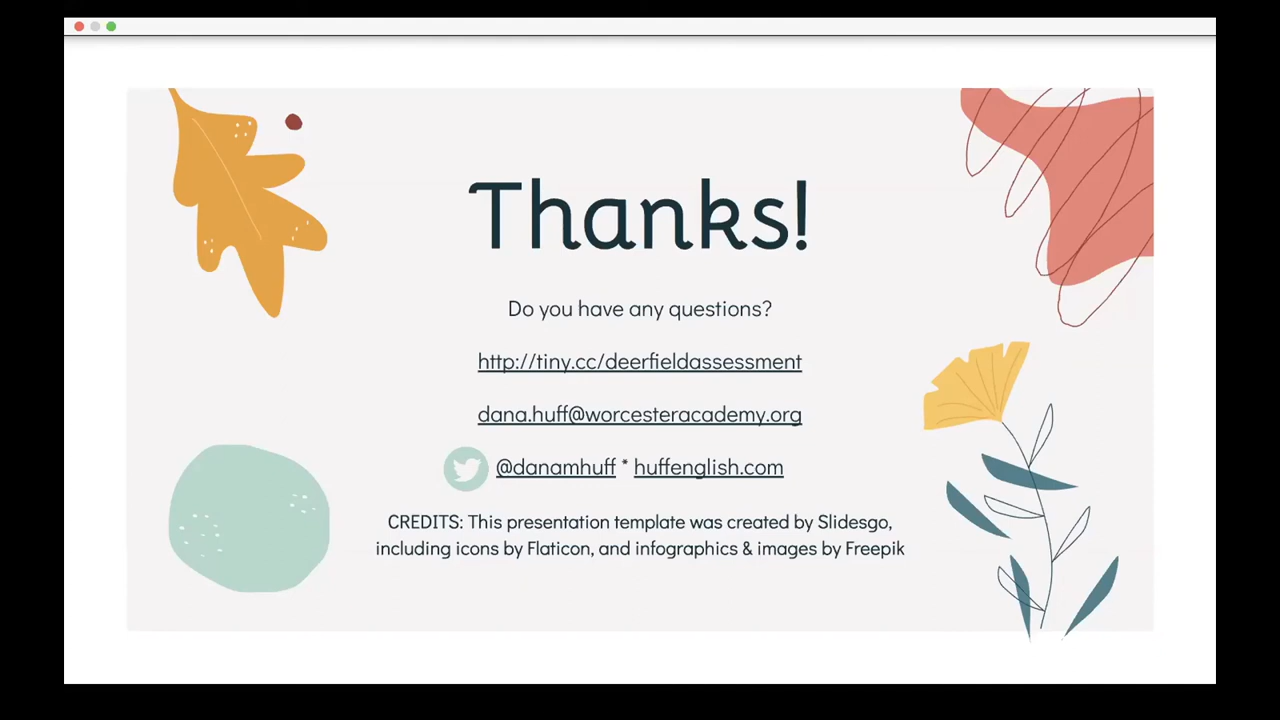 Thanks!
Do you have any questions?
http://tiny.cc/deerfieldassessment
dana.huff@worcesteracademy.org
@danamhuff * huffenglish.com
CREDITS: This presentation template was created by Slidesgo,
including icons by Flaticon, and infographics & images by Freepik